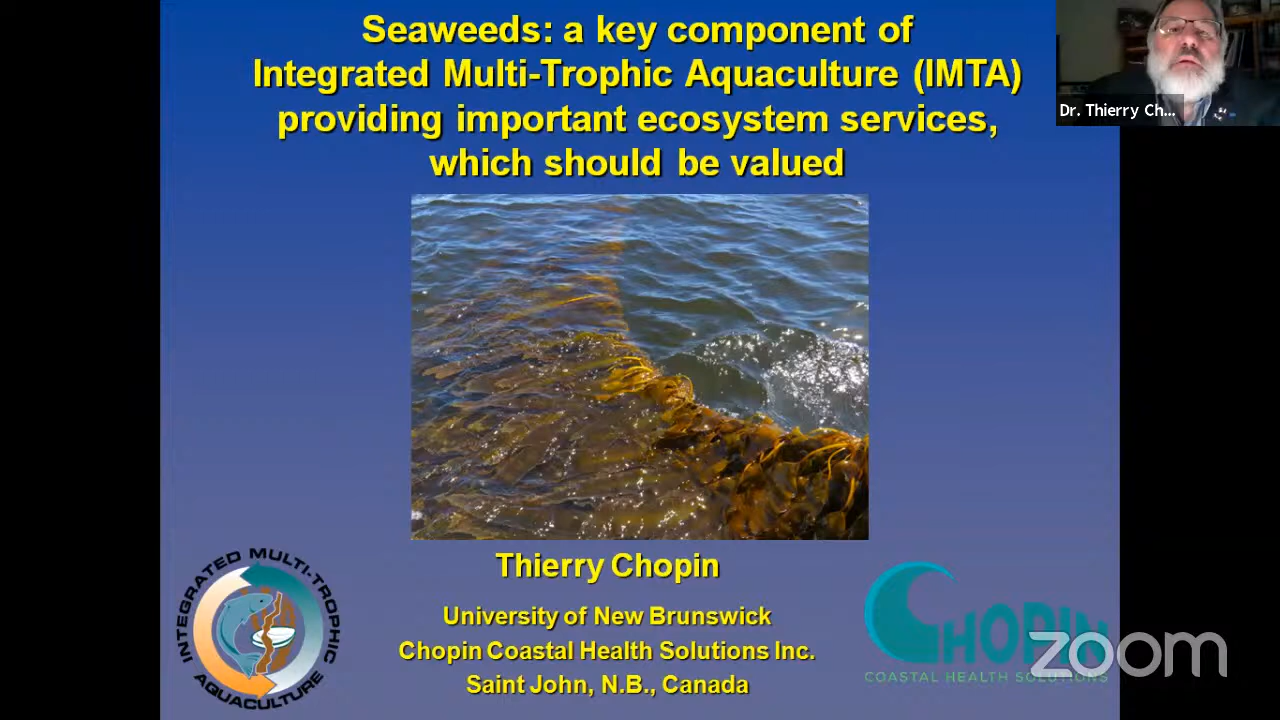 Seaweeds: a key component of
Integrated Multi-Trophic Aquaculture (IMTA)
providing important ecosystem services,
which should be valued
Dr. Thierry Ch...
Thierry Chopin
University of New Brunswick
Chopin Coastal Health Solutions Inc.
Saint John, N.B., Canada
INTEGRATED MULTI-TROPHIC
AQUACULTURE
CHOPIN
COASTAL HEALTH SOLUTIONS
zoom